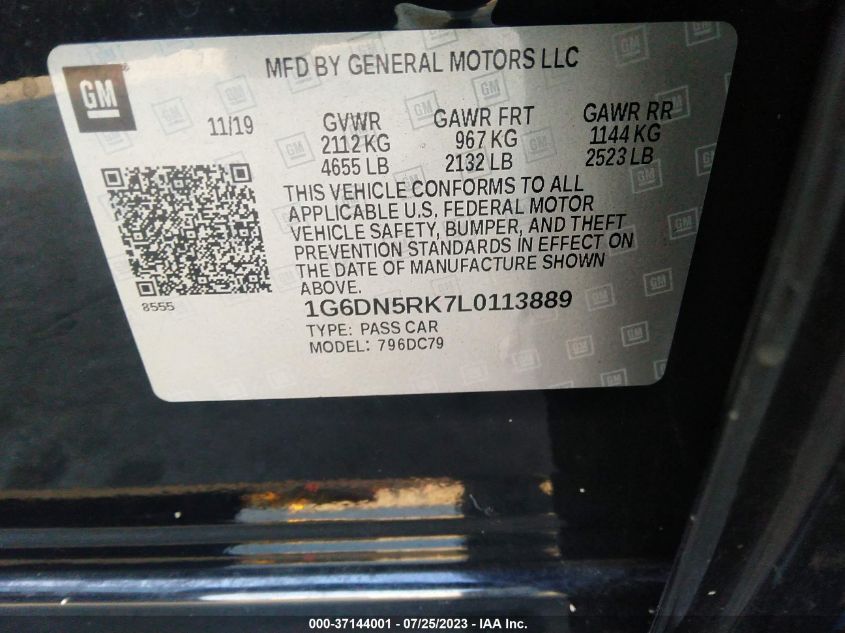 GM
MFD BY GENERAL MOTORS LLC
11/19
GVWR
2112 KG
4655 LB
GAWR FRT
967 KG
2132 LB
GAWR RR
1144 KG
2523 LB
THIS VEHICLE CONFORMS TO ALL
APPLICABLE U.S. FEDERAL MOTOR
VEHICLE SAFETY, BUMPER, AND THEFT
PREVENTION STANDARDS IN EFFECT ON
THE DATE OF MANUFACTURE SHOWN
ABOVE.
8555
1G6DN5RK7L0113889
TYPE: PASS CAR
MODEL: 796DC79
000-37144001 - 07/25/2023 - IAA Inc.